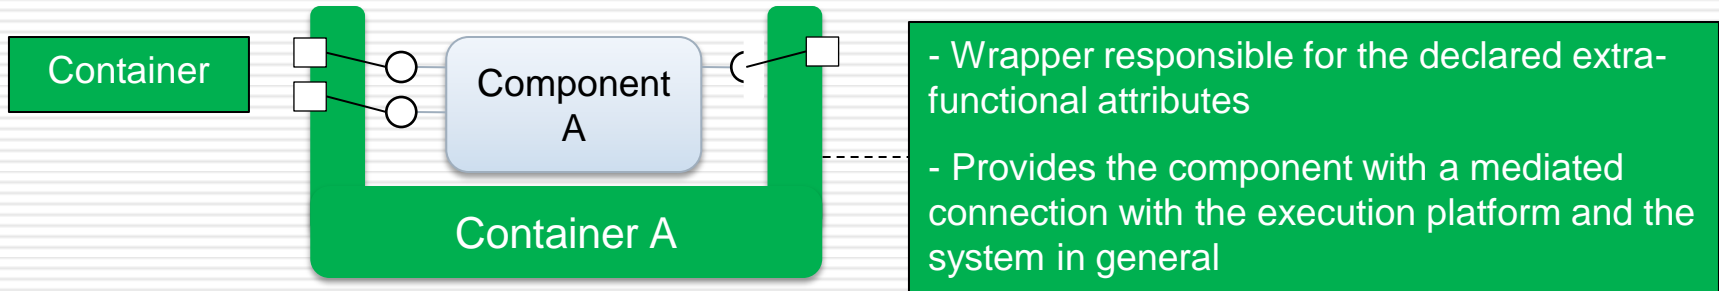 Container
Component
A
Container A
- Wrapper responsible for the declared extra-
functional attributes
- Provides the component with a mediated
connection with the execution platform and the
system in general